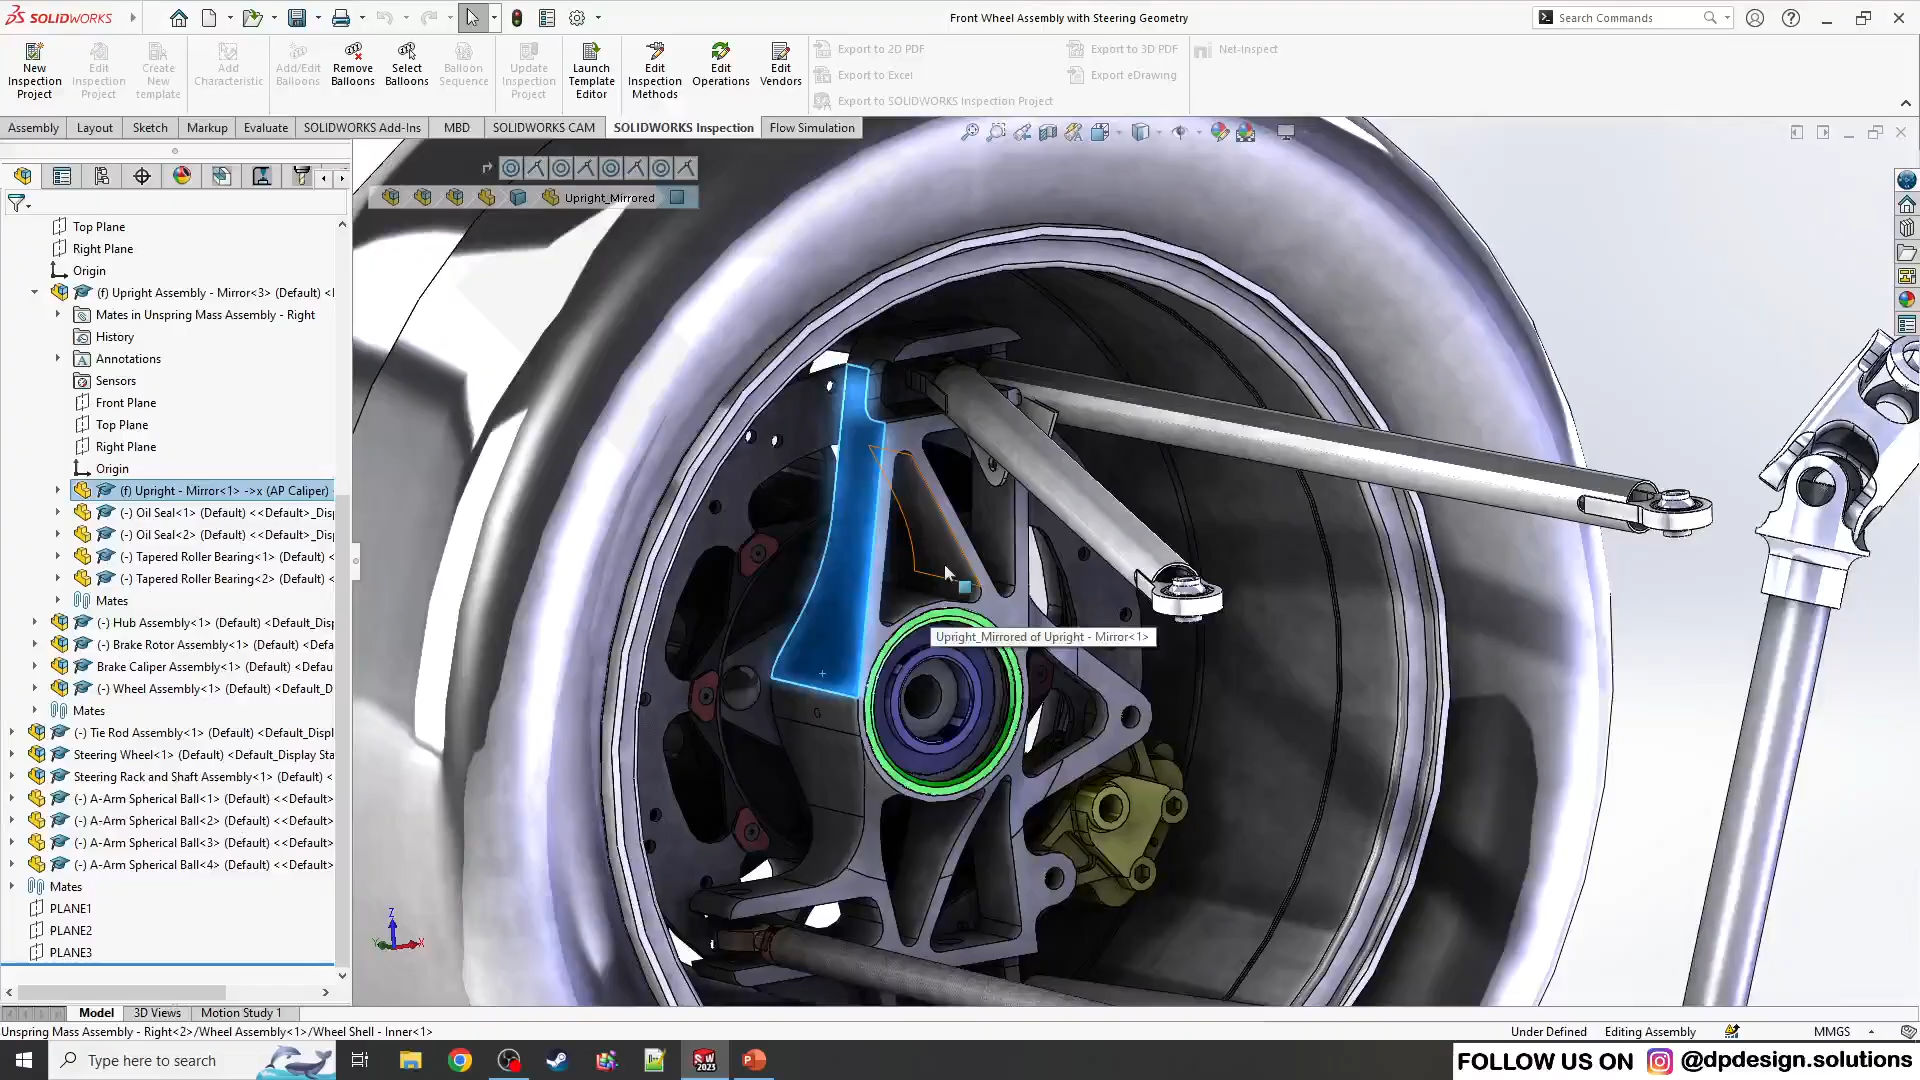 SOLIDWORKS
Front Wheel Assembly with Steering Geometry
Search Commands
New Inspection Project
Edit Inspection Project
Create New template
Add Characteristic
Add/Edit Balloons
Remove Balloons
Select Balloons
Balloon Sequence
Update Inspection Project
Launch Template Editor
Edit Inspection Methods
Edit Operations
Edit Vendors
Export to 2D PDF
Export to Excel
Export to SOLIDWORKS Inspection Project
Export to 3D PDF
Export eDrawing
Net-Inspect
Assembly
Layout
Sketch
Markup
Evaluate
SOLIDWORKS Add-Ins
MBD
SOLIDWORKS CAM
SOLIDWORKS Inspection
Flow Simulation
Upright_Mirrored
Top Plane
Right Plane
Origin
(f) Upright Assembly - Mirror<3> (Default) <
Mates in Unspring Mass Assembly - Right
History
Annotations
Sensors
Front Plane
Top Plane
Right Plane
Origin
(f) Upright - Mirror<1> ->x (AP Caliper)
(-) Oil Seal<1> (Default) <<Default>_Disp
(-) Oil Seal<2> (Default) <<Default>_Disp
(-) Tapered Roller Bearing<1> (Default) <
(-) Tapered Roller Bearing<2> (Default) <
Mates
(-) Hub Assembly<1> (Default) <Default_Disp
(-) Brake Rotor Assembly<1> (Default) <Def
Brake Caliper Assembly<1> (Default) <Defau
(-) Wheel Assembly<1> (Default) <Default_D
Mates
(-) Tie Rod Assembly<1> (Default) <Default_Displ
Steering Wheel<1> (Default) <Default_Display Sta
Steering Rack and Shaft Assembly<1> (Default) <
(-) A-Arm Spherical Ball<1> (Default) <<Default>
(-) A-Arm Spherical Ball<2> (Default) <<Default>
(-) A-Arm Spherical Ball<3> (Default) <<Default>
(-) A-Arm Spherical Ball<4> (Default) <<Default>
Mates
PLANE1
PLANE2
PLANE3
Upright_Mirrored of Upright - Mirror<1>
Z
Y
X
Model
3D Views
Motion Study 1
Unspring Mass Assembly - Right<2>/Wheel Assembly<1>/Wheel Shell - Inner<1>
Under Defined
Editing Assembly
MMGS
Type here to search
SW
2023
FOLLOW US ON
@dpdesign.solutions